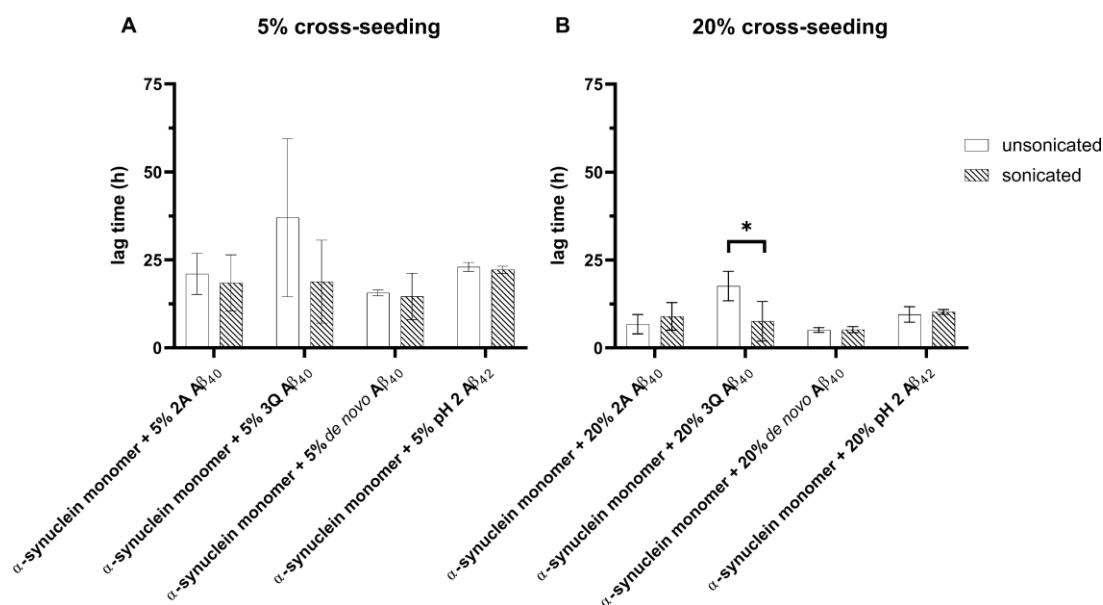 A
5% cross-seeding
lag time (h)
75
50
25
0
α-synuclein monomer + 5% 2A Aβ40
α-synuclein monomer + 5% 3Q Aβ40
α-synuclein monomer + 5% de novo Aβ40
α-synuclein monomer + 5% pH 2 Aβ42
B
20% cross-seeding
lag time (h)
75
50
25
0
*
α-synuclein monomer + 20% 2A Aβ40
α-synuclein monomer + 20% 3Q Aβ40
α-synuclein monomer + 20% de novo Aβ40
α-synuclein monomer + 20% pH 2 Aβ42
unsonicated
sonicated